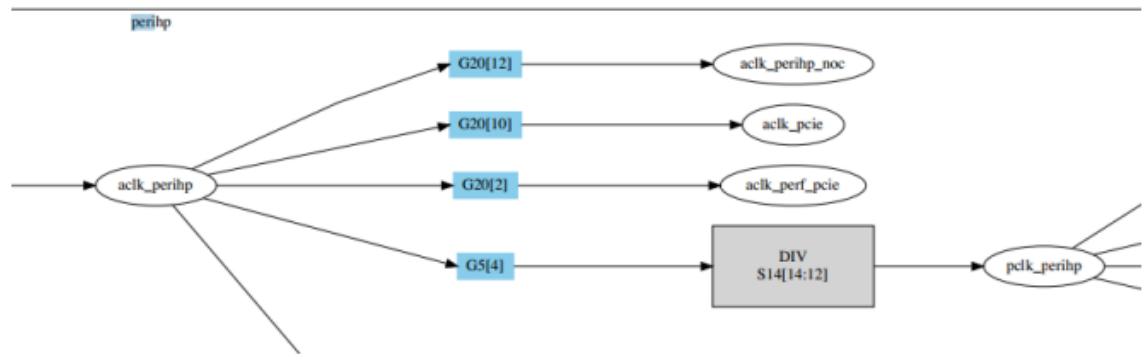 perihp
G20[12]
aclk_perihp_noc
G20[10]
aclk_pcie
aclk_perihp
G20[2]
aclk_perf_pcie
G5[4]
DIV
S14[14:12]
pclk_perihp